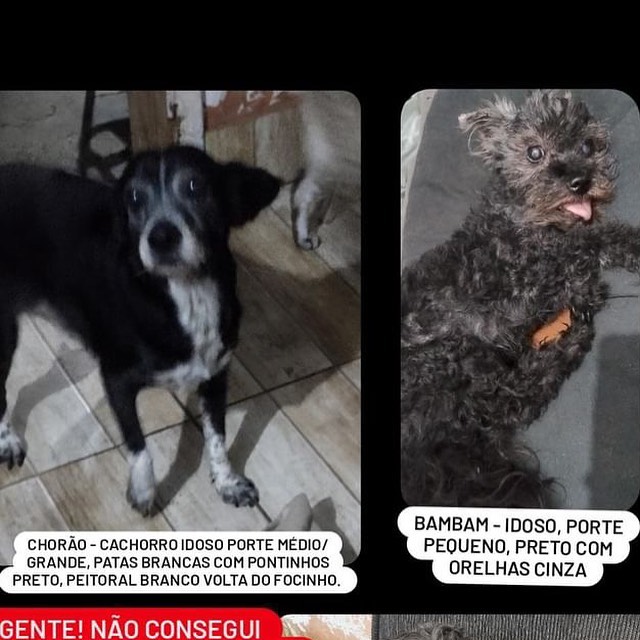 CHORÃO - CACHORRO IDOSO PORTE MÉDIO/
GRANDE, PATAS BRANCAS COM PONTINHOS
PRETO, PEITORAL BRANCO VOLTA DO FOCINHO.
BAMBAM - IDOSO, PORTE
PEQUENO, PRETO COM
ORELHAS CINZA
GENTE! NÃO CONSEGUI